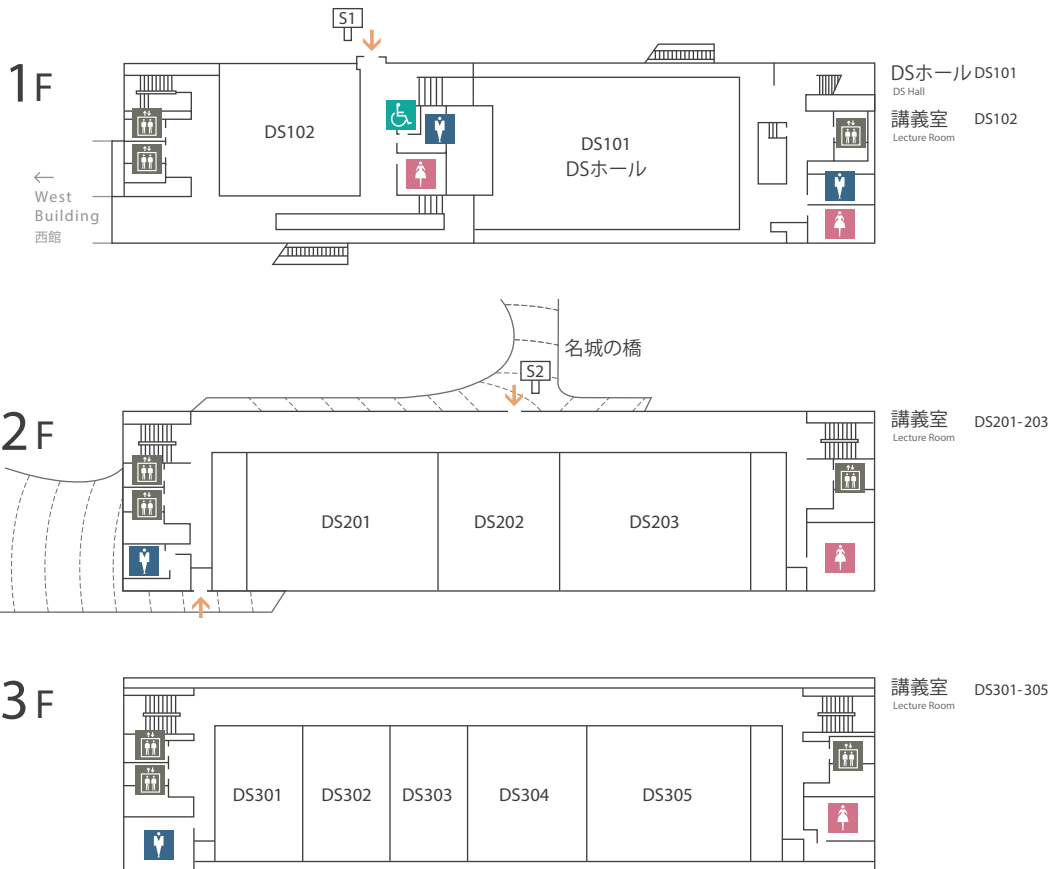 1F
S1
DS102
DS101
DSホール
DSホール DS101
DS Hall
講義室 DS102
Lecture Room
←
West
Building
西館
2F
名城の橋
S2
DS201
DS202
DS203
講義室 DS201-203
Lecture Room
3F
DS301
DS302
DS303
DS304
DS305
講義室 DS301-305
Lecture Room